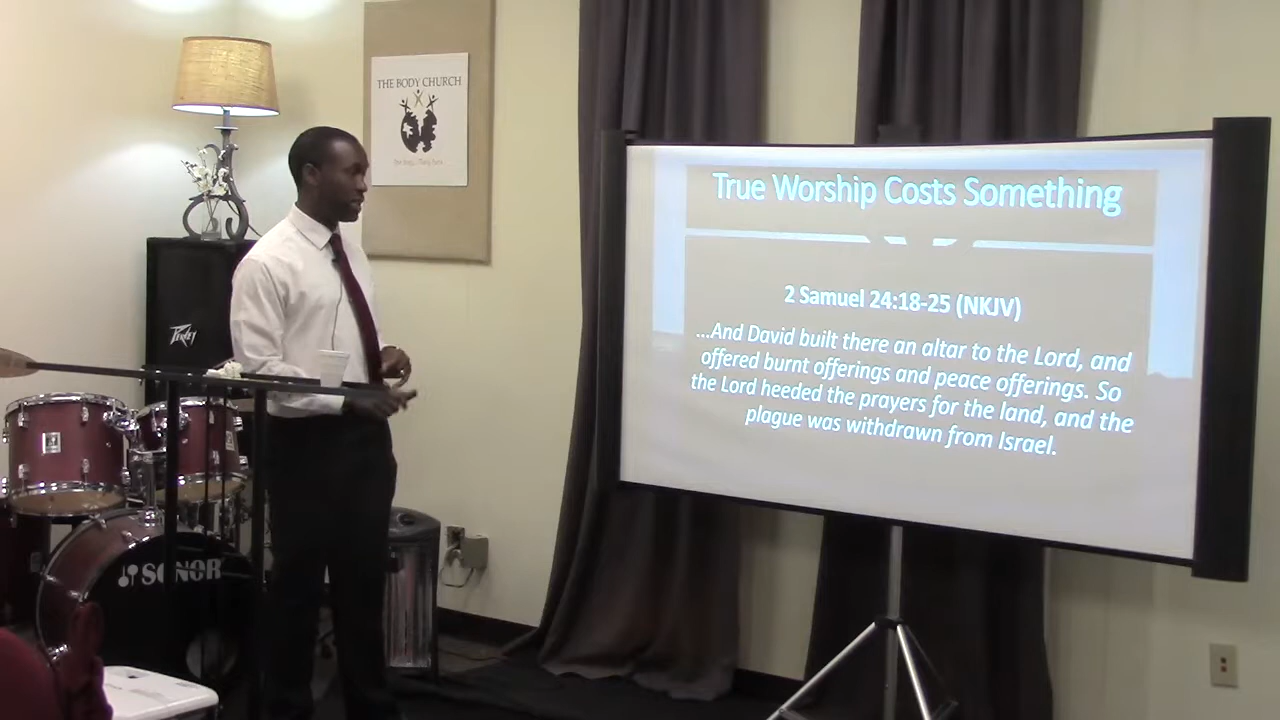 THE BODY CHURCH
True Worship Costs Something
2 Samuel 24:18-25 (NKJV)
...And David built there an altar to the Lord, and
offered burnt offerings and peace offerings. So
the Lord heeded the prayers for the land, and the
plague was withdrawn from Israel.
PEAVEY
SONOR